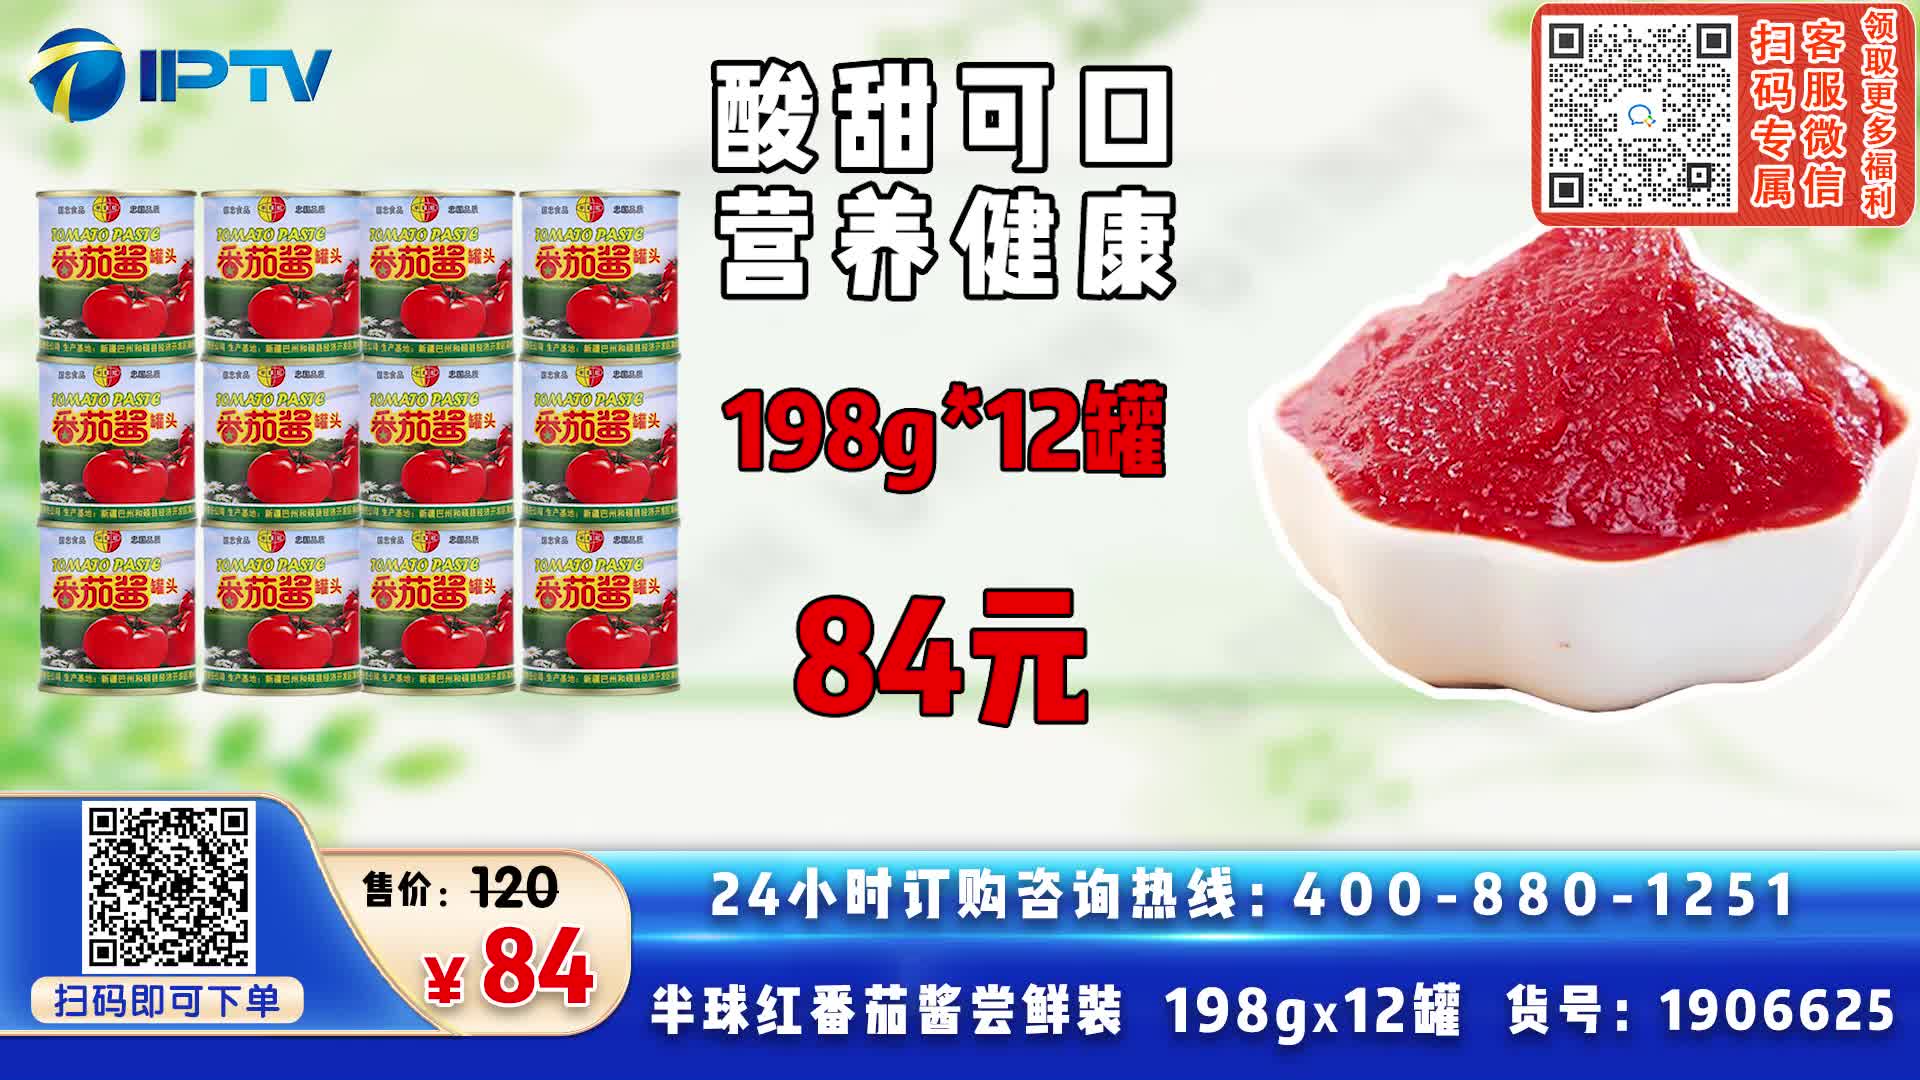 IPTV
酸甜可口
营养健康
198g*12罐
84元
扫码专属
客服微信
领取更多福利
TOMATO PASTE
番茄酱罐头
扫码即可下单
售价：120
¥84
24小时订购咨询热线：400-880-1251
半球红番茄酱尝鲜装 198gx12罐 货号：1906625